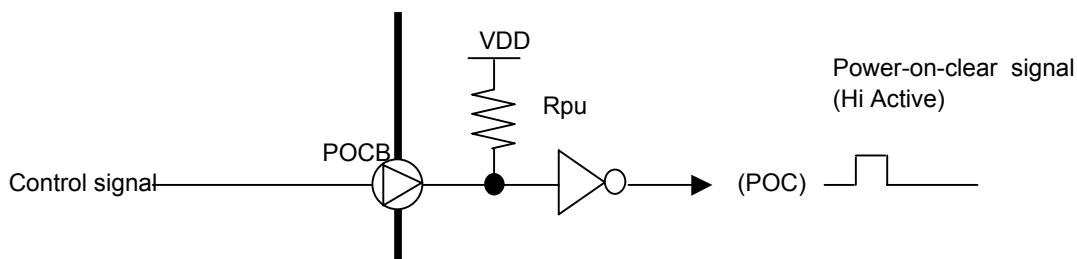 VDD
Power-on-clear signal
(Hi Active)
Rpu
POCB
Control signal
(POC)